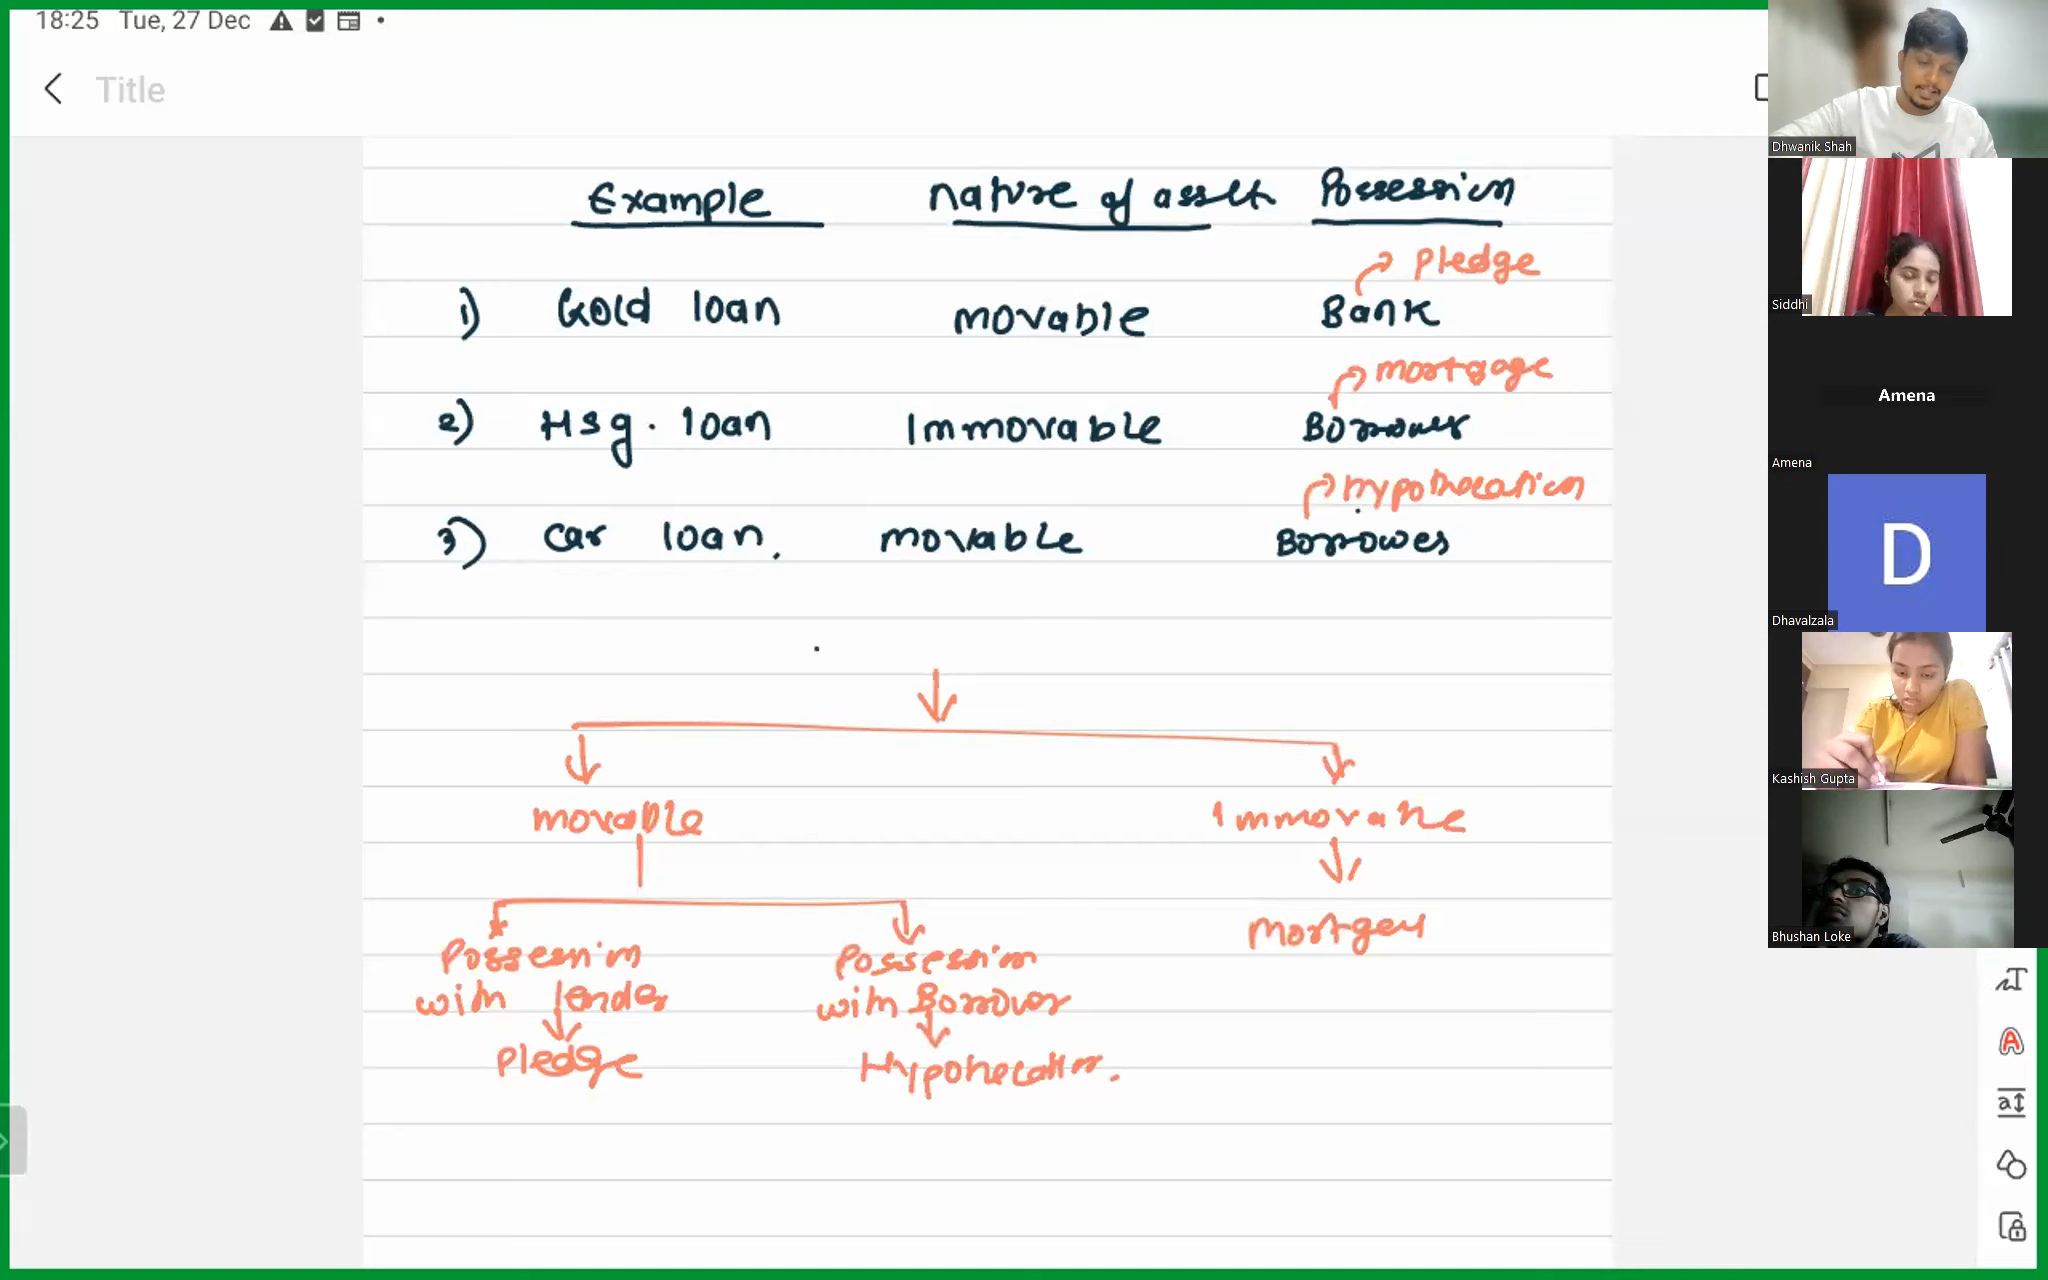 18:25 Tue, 27 Dec
Title
Example nature of asset Possession
Pledge
1) Gold loan movable Bank
mortgage
2) Hsg. loan Immovable Borrower
Hypothecation
3) car loan. movable Borrower
movable Immovable
Possession Possession Mortgage
with lender with Borrower
Pledge Hypothecation.
Dhwanik Shah
Siddhi
Amena
Amena
D
Dhavalzala
Kashish Gupta
Bhushan Loke
T
A
a